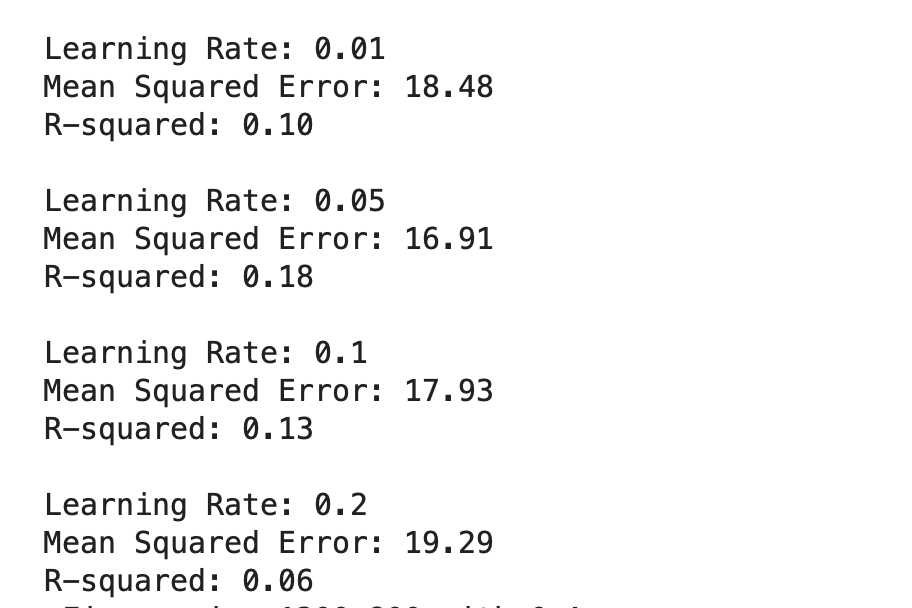 Learning Rate: 0.01
Mean Squared Error: 18.48
R-squared: 0.10
Learning Rate: 0.05
Mean Squared Error: 16.91
R-squared: 0.18
Learning Rate: 0.1
Mean Squared Error: 17.93
R-squared: 0.13
Learning Rate: 0.2
Mean Squared Error: 19.29
R-squared: 0.06